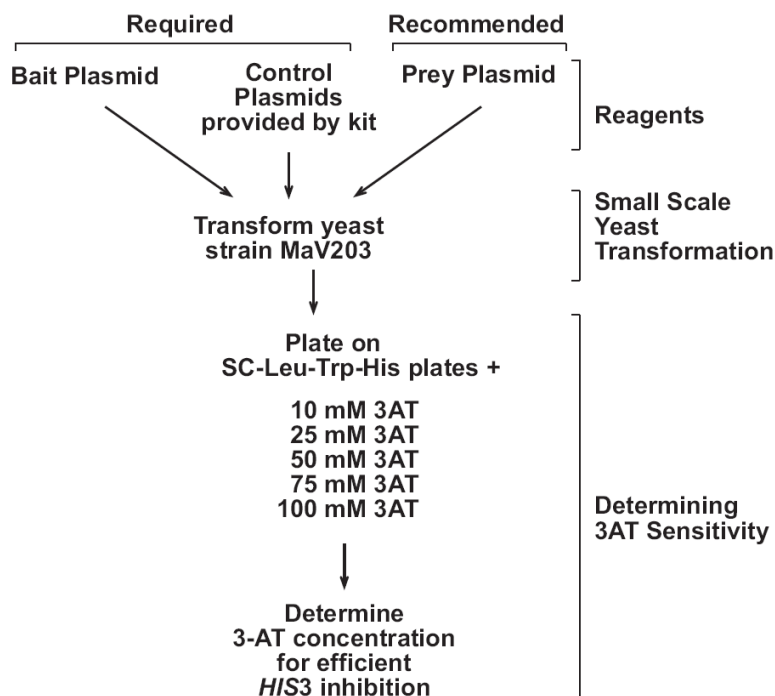 Required
Recommended
Bait Plasmid
Control
Plasmids
provided by kit
Prey Plasmid
Reagents
Transform yeast
strain MaV203
Small Scale
Yeast
Transformation
Plate on
SC-Leu-Trp-His plates +
10 mM 3AT
25 mM 3AT
50 mM 3AT
75 mM 3AT
100 mM 3AT
Determining
3AT Sensitivity
Determine
3-AT concentration
for efficient
HIS3 inhibition